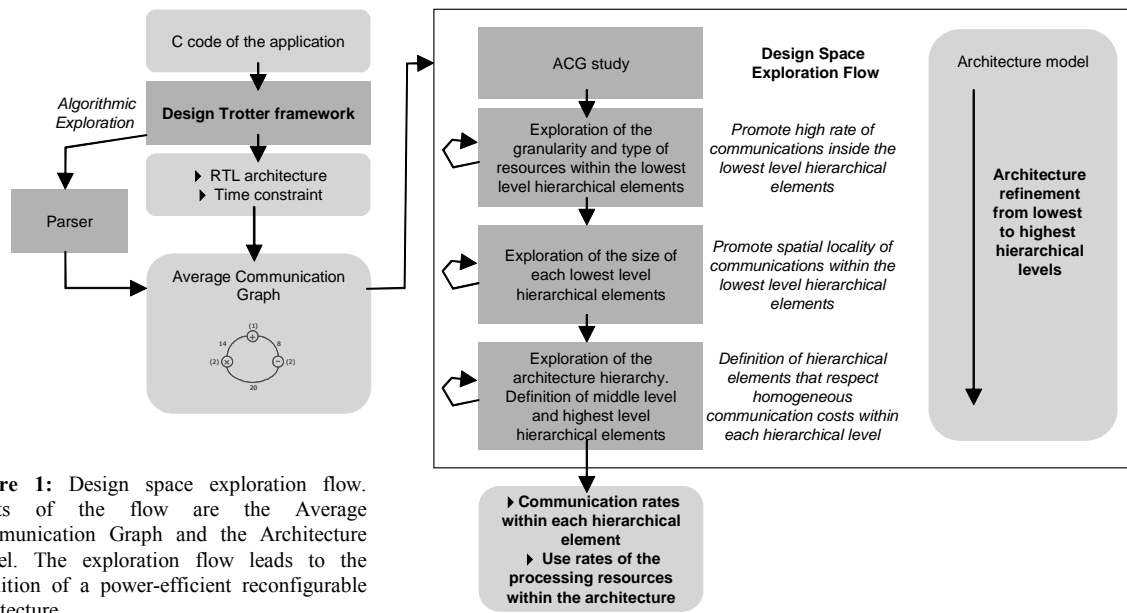 C code of the application
Algorithmic
Exploration
Design Trotter framework
RTL architecture
Time constraint
Parser
Average Communication
Graph
(1)
+
14
8
(2)
×
−
(2)
20
ACG study
Design Space
Exploration Flow
Exploration of the
granularity and type of
resources within the lowest
level hierarchical elements
Promote high rate of
communications inside the
lowest level hierarchical
elements
Exploration of the size of
each lowest level
hierarchical elements
Promote spatial locality of
communications within the
lowest level hierarchical
elements
Exploration of the
architecture hierarchy.
Definition of middle level
and highest level
hierarchical elements
Definition of hierarchical
elements that respect
homogeneous
communication costs within
each hierarchical level
Architecture model
Architecture
refinement
from lowest
to highest
hierarchical
levels
Communication rates
within each hierarchical
element
Use rates of the
processing resources
within the architecture
1: Design space exploration flow.
of the flow are the Average
Graph and the Architecture
The exploration flow leads to the
of a power-efficient reconfigurable